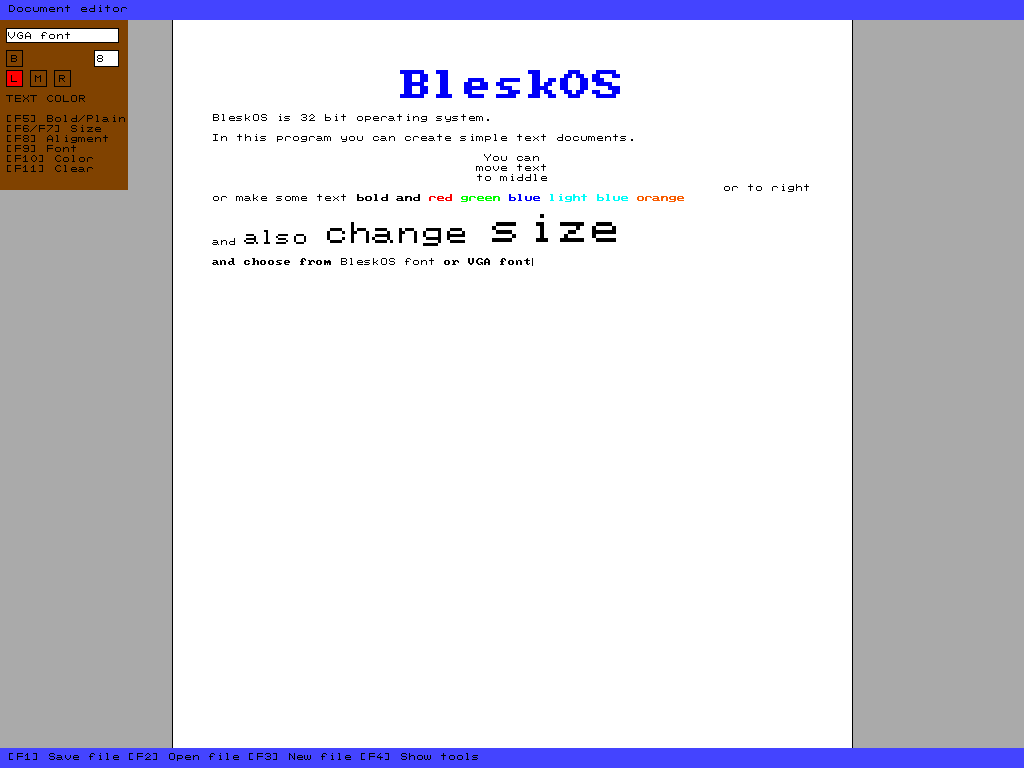 Document editor
VGA font
B 8
L M R
TEXT COLOR
[F5] Bold/Plain
[F6/F7] Size
[F8] Aligment
[F9] Font
[F10] Color
[F11] Clear
BleskOS
BleskOS is 32 bit operating system.
In this program you can create simple text documents.
You can
move text
to middle
or to right
or make some text bold and red green blue light blue orange
and also change size
and choose from BleskOS font or VGA font
[F1] Save file [F2] Open file [F3] New file [F4] Show tools